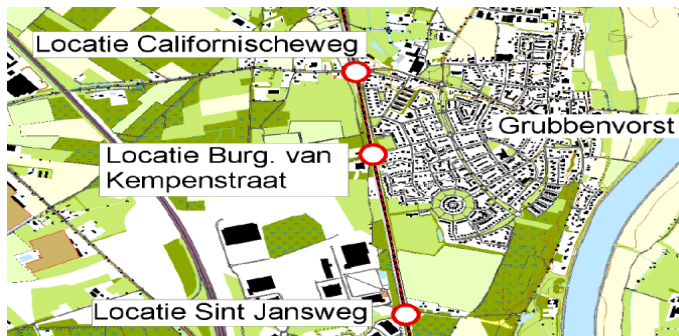 Locatie Californischeweg
Grubbenvorst
Locatie Burg. van
Kempenstraat
Locatie Sint Jansweg